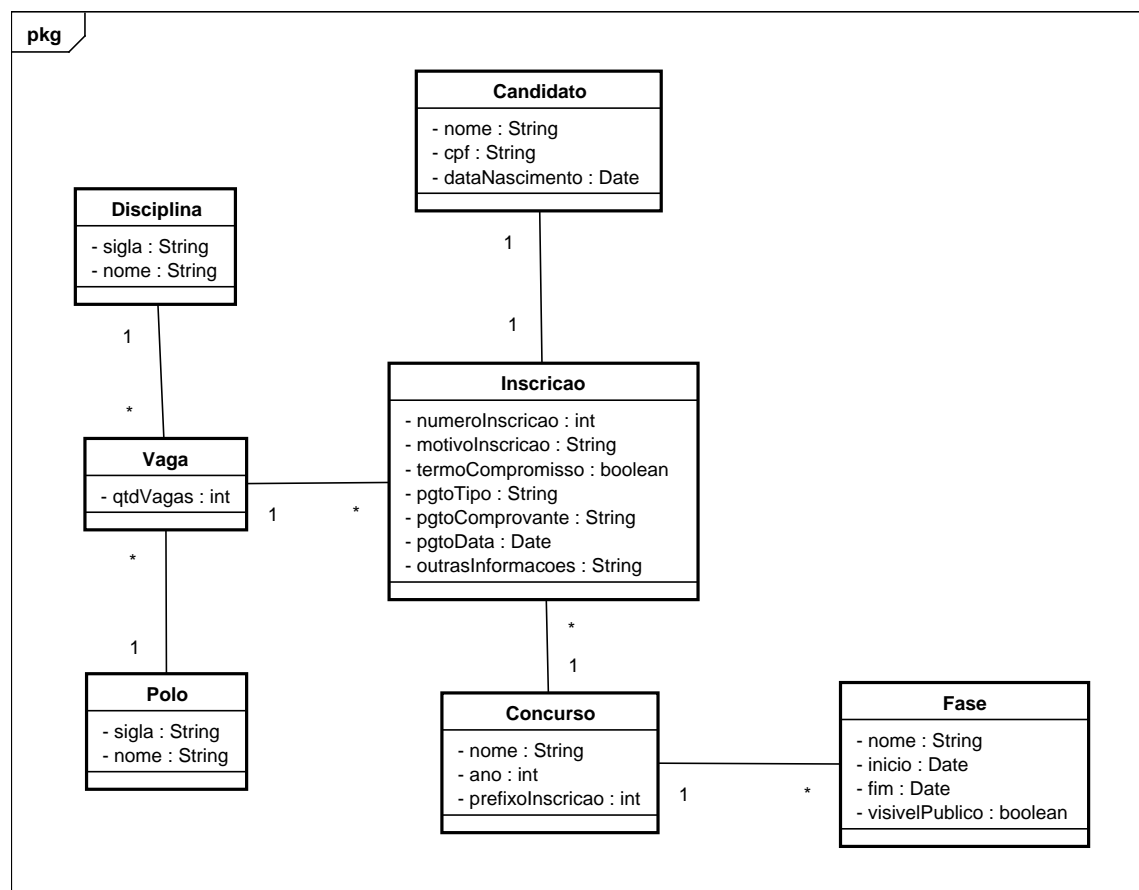 pkg
Candidato
- nome : String
- cpf : String
- dataNascimento : Date
1
1
Disciplina
- sigla : String
- nome : String
1
*
Vaga
- qtdVagas : int
1
*
*
1
Inscricao
- numeroInscricao : int
- motivoInscricao : String
- termoCompromisso : boolean
- pgtoTipo : String
- pgtoComprovante : String
- pgtoData : Date
- outrasInformacoes : String
*
1
Polo
- sigla : String
- nome : String
Concurso
- nome : String
- ano : int
- prefixoInscricao : int
1
*
Fase
- nome : String
- inicio : Date
- fim : Date
- visivelPublico : boolean